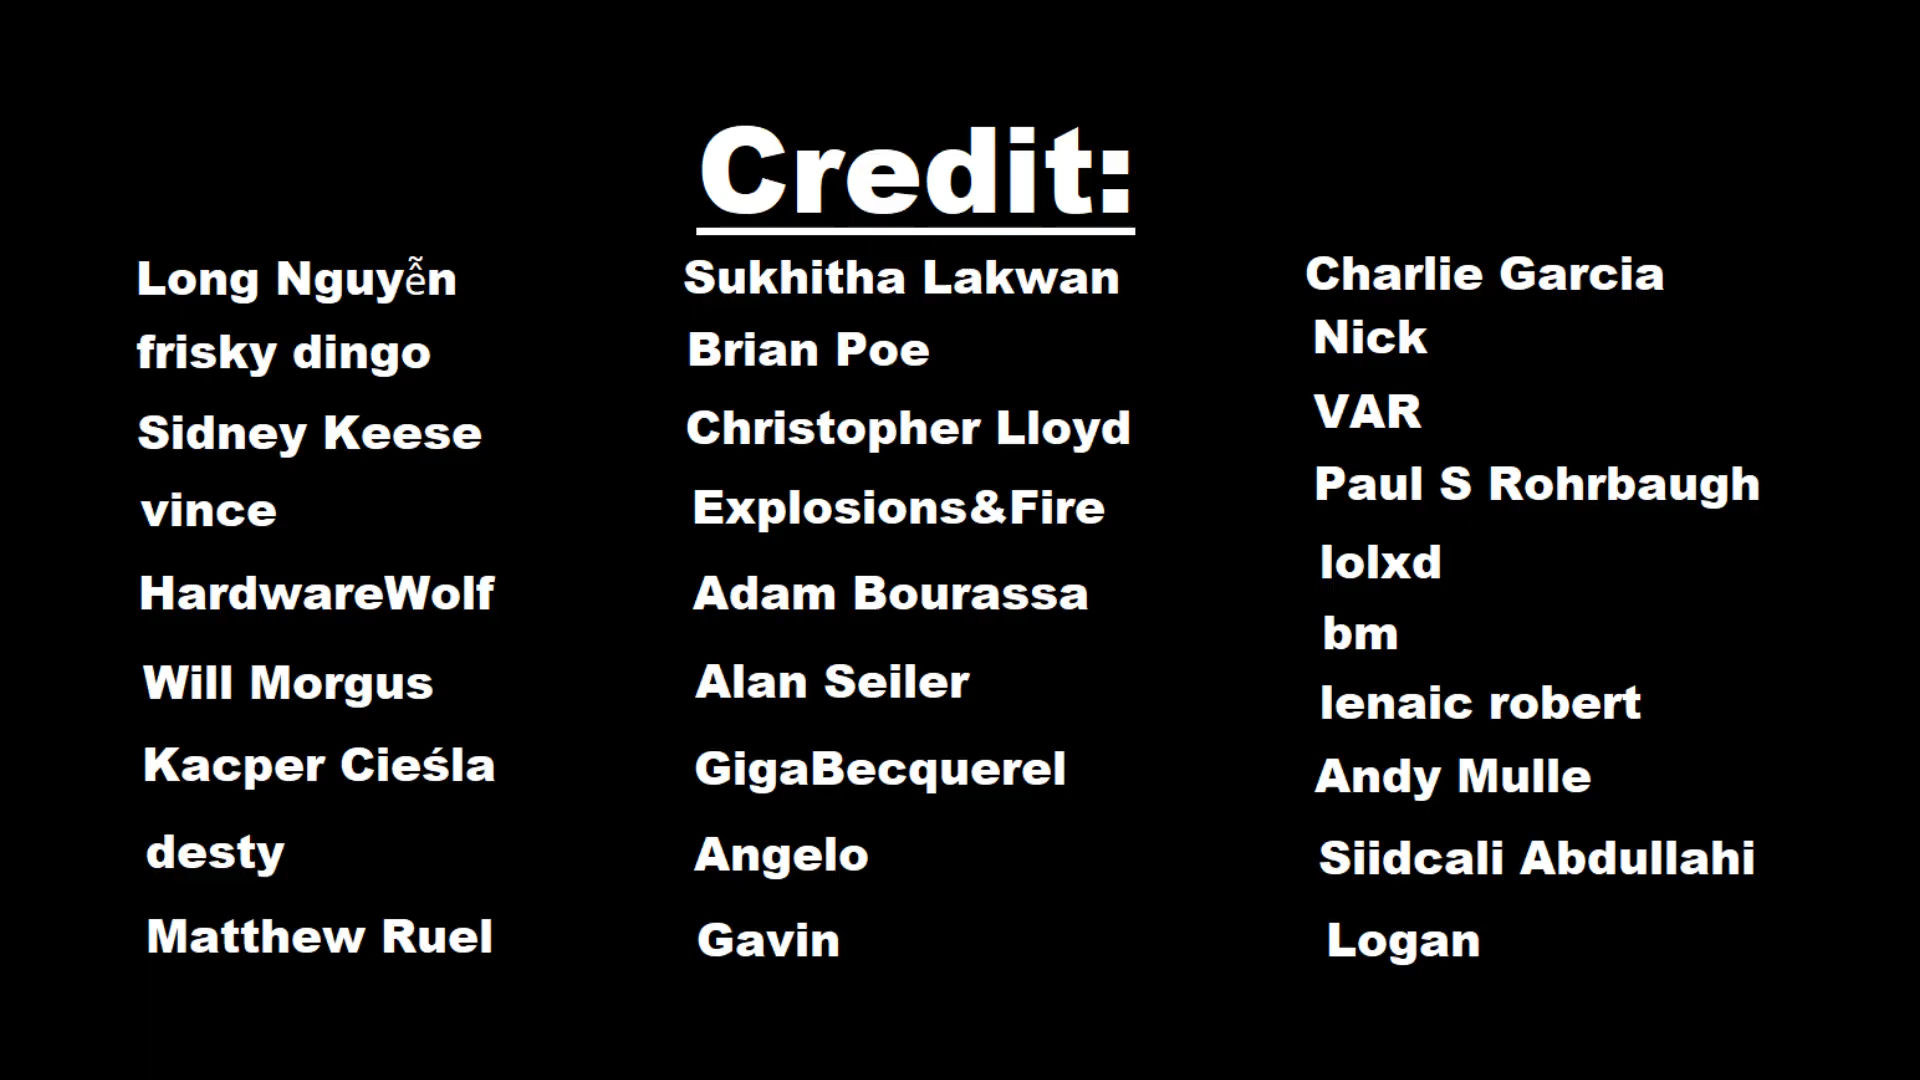 Credit:
Long Nguyễn
frisky dingo
Sidney Keese
vince
HardwareWolf
Will Morgus
Kacper Cieśla
desty
Matthew Ruel
Sukhitha Lakwan
Brian Poe
Christopher Lloyd
Explosions&Fire
Adam Bourassa
Alan Seiler
GigaBecquerel
Angelo
Gavin
Charlie Garcia
Nick
VAR
Paul S Rohrbaugh
lolxd
bm
lenaic robert
Andy Mulle
Siidcali Abdullahi
Logan